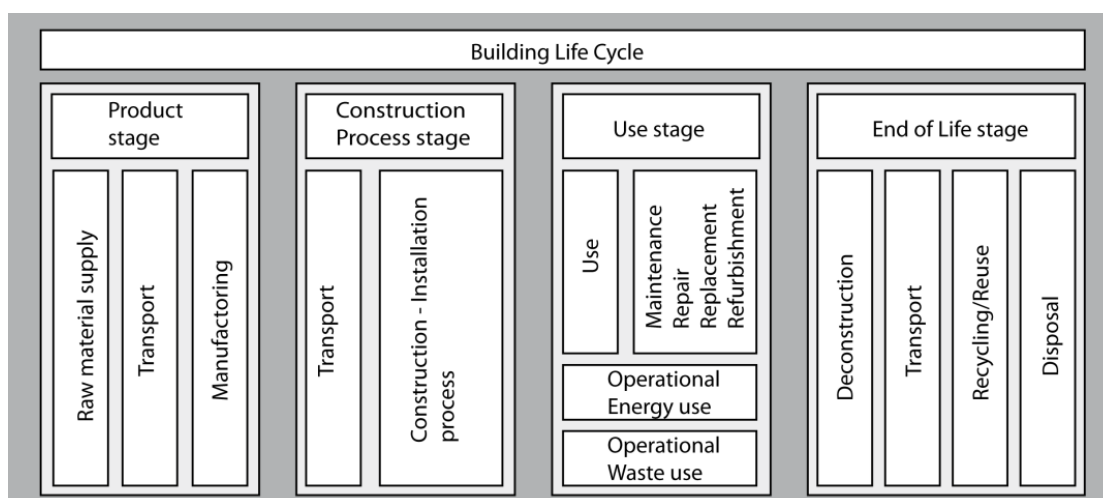 Building Life Cycle
Product
stage
Raw material supply
Transport
Manufactoring
Construction
Process stage
Transport
Construction - Installation
process
Use stage
Use
Maintenance
Repair
Replacement
Refurbishment
Operational
Energy use
Operational
Waste use
End of Life stage
Deconstruction
Transport
Recycling/Reuse
Disposal